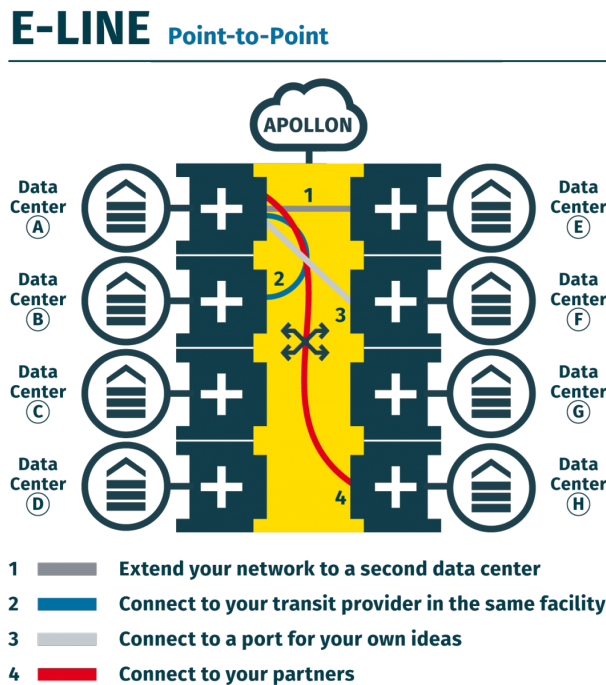 E-LINE Point-to-Point
APOLLON
Data
Center
A
Data
Center
B
Data
Center
C
Data
Center
D
1
2
3
4
Data
Center
E
Data
Center
F
Data
Center
G
Data
Center
H
1 Extend your network to a second data center
2 Connect to your transit provider in the same facility
3 Connect to a port for your own ideas
4 Connect to your partners